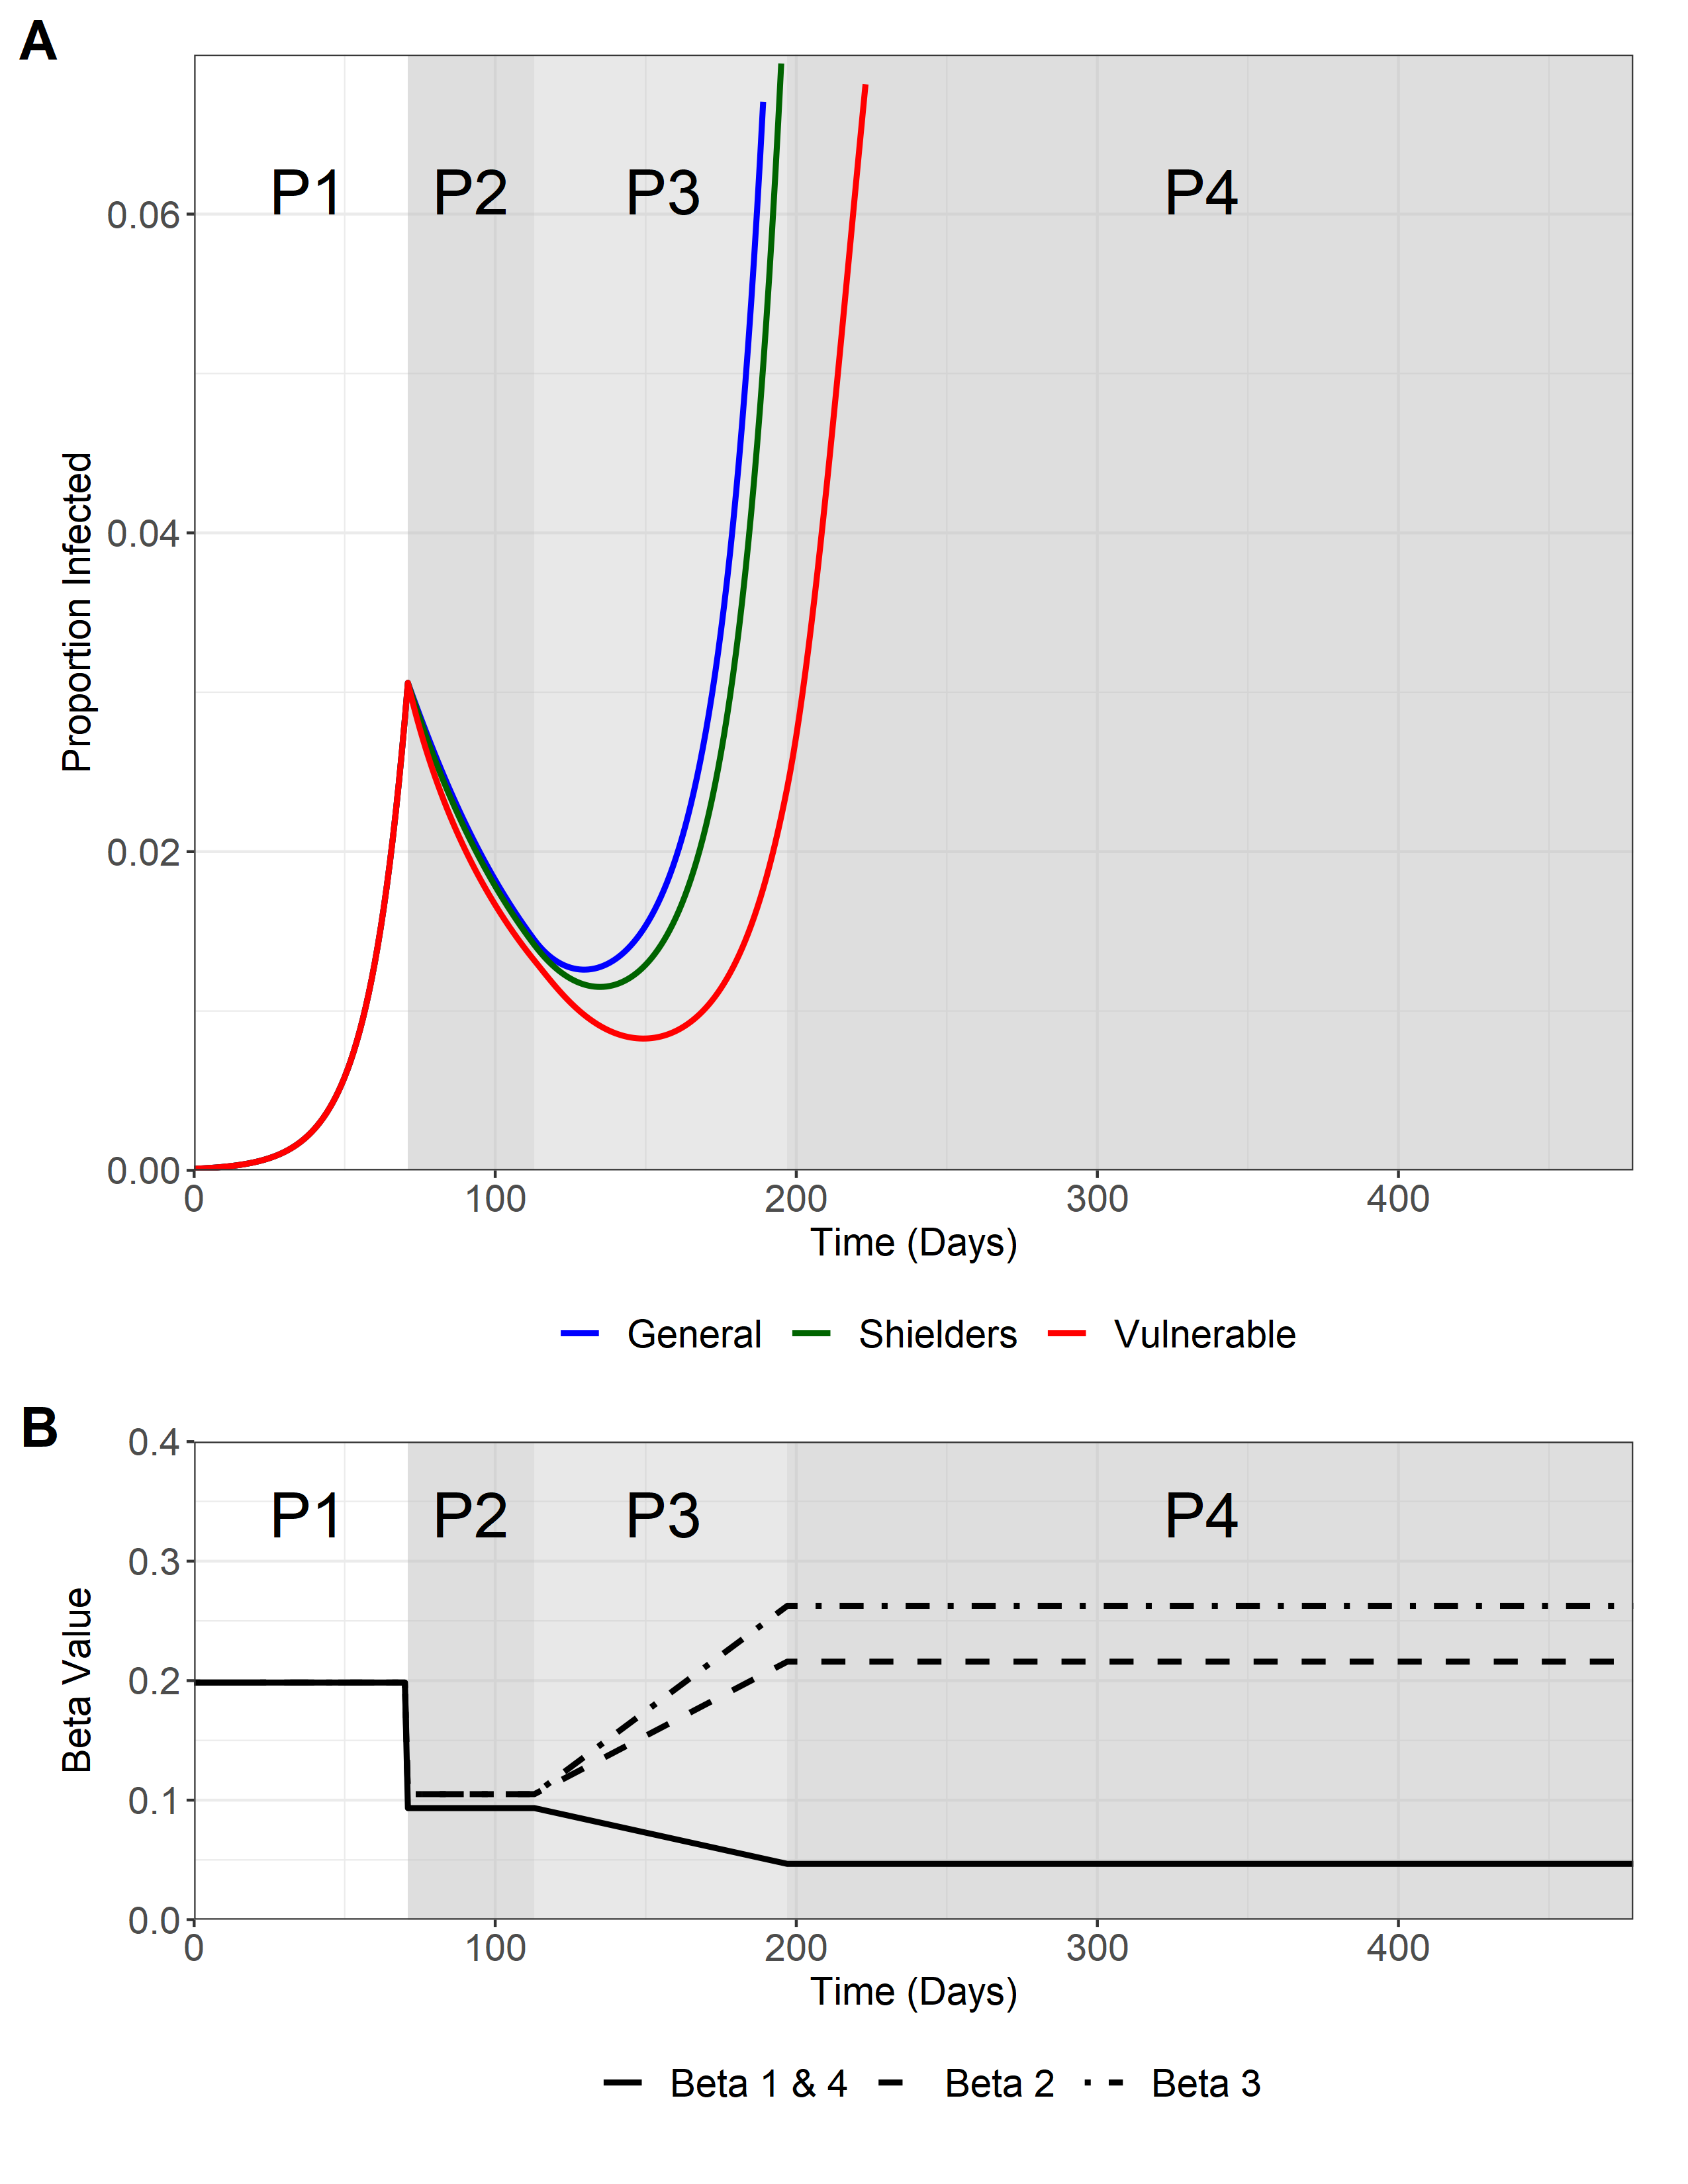 A
P1 P2 P3 P4
0.06
0.04
0.02
0.00
Proportion Infected
0 100 200 300 400
Time (Days)
General Shielders Vulnerable
B
0.4
P1 P2 P3 P4
0.3
0.2
0.1
0.0
Beta Value
0 100 200 300 400
Time (Days)
Beta 1 & 4 Beta 2 Beta 3